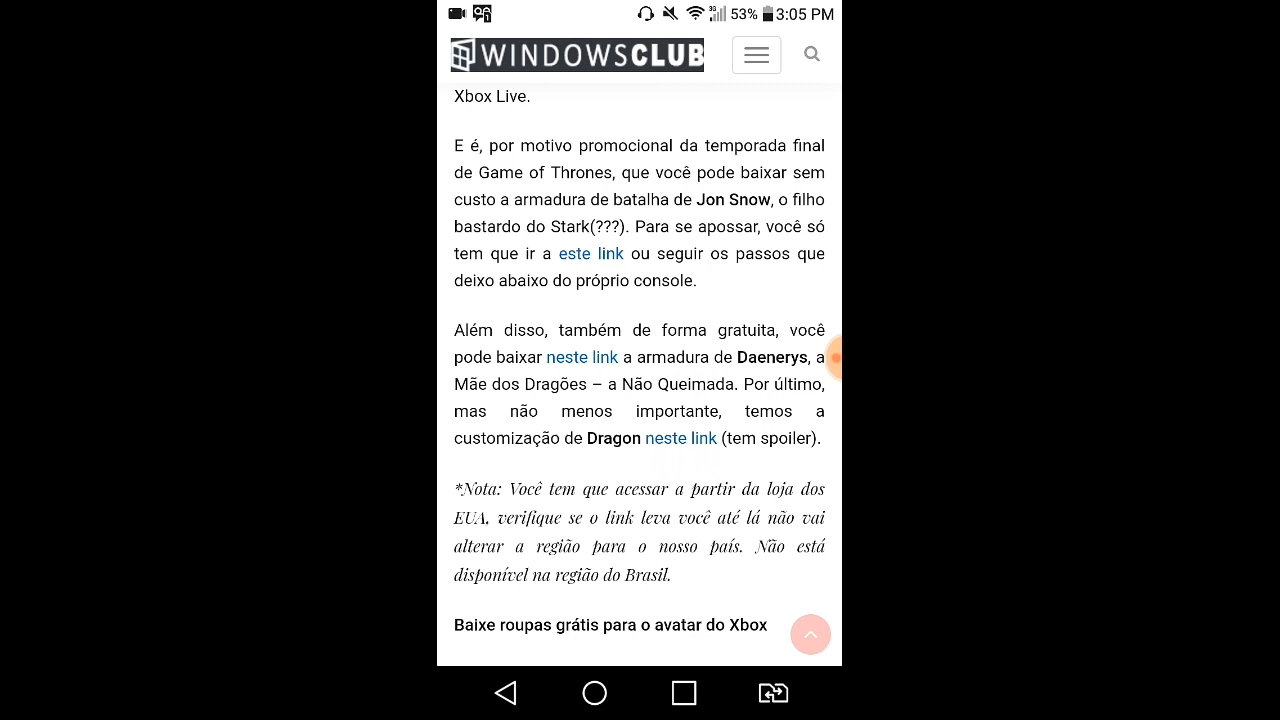 3G 53% 3:05 PM
WINDOWSCLUB
Xbox Live.
E é, por motivo promocional da temporada final
de Game of Thrones, que você pode baixar sem
custo a armadura de batalha de Jon Snow, o filho
bastardo do Stark(???). Para se apossar, você só
tem que ir a este link ou seguir os passos que
deixo abaixo do próprio console.
Além disso, também de forma gratuita, você
pode baixar neste link a armadura de Daenerys, a
Mãe dos Dragões – a Não Queimada. Por último,
mas não menos importante, temos a
customização de Dragon neste link (tem spoiler).
*Nota: Você tem que acessar a partir da loja dos
EUA, verifique se o link leva você até lá não vai
alterar a região para o nosso país. Não está
disponível na região do Brasil.
Baixe roupas grátis para o avatar do Xbox